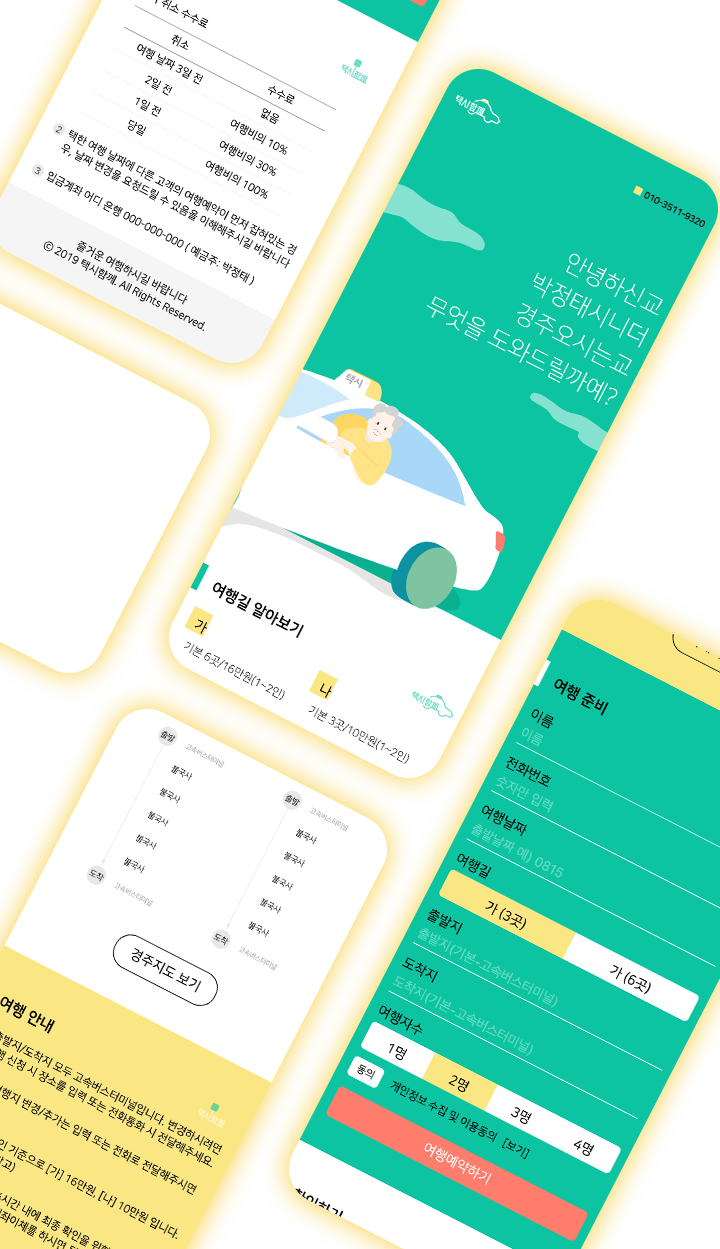 취소 수수료
취소
수수료
여행 날짜 3일 전
없음
2일 전
여행비의 10%
1일 전
여행비의 30%
당일
여행비의 100%
2 택한 여행 날짜에 다른 고객의 여행예약이 먼저 잡혀있는 경
우, 날짜 변경을 요청드릴 수 있음을 이해해주시길 바랍니다
3 입금계좌 어디 은행 000-000-000 ( 예금주: 박정태 )
즐거운 여행하시길 바랍니다
© 2019 택시함께. All Rights Reserved.
택시함께
택시함께
010-3511-9320
안녕하신교
박정태시니더
경주오시는교
무엇을 도와드릴까예?
택시
여행길 알아보기
가
기본 6곳/16만원(1~2인)
나
기본 3곳/10만원(1~2인)
택시함께
출발
고속버스터미널
불국사
불국사
불국사
불국사
불국사
도착
고속버스터미널
출발
고속버스터미널
불국사
불국사
불국사
불국사
불국사
도착
고속버스터미널
경주지도 보기
여행 안내
출발지/도착지 모두 고속버스터미널입니다. 변경하시려면
신청 시 장소를 입력 또는 전화통화 시 전달해주세요.
여행지 변경/추가는 입력 또는 전화로 전달해주시면
기준으로 [가] 16만원, [나] 10만원 입니다.
시간 내에 최종 확인을 위한
택시함께
여행 준비
이름
이름
전화번호
숫자만 입력
여행날짜
출발날짜 예) 0815
여행길
가 (3곳)
가 (6곳)
출발지
출발지(기본-고속버스터미널)
도착지
도착지(기본-고속버스터미널)
여행자수
1명
2명
3명
4명
동의
개인정보 수집 및 이용동의 [보기]
여행예약하기